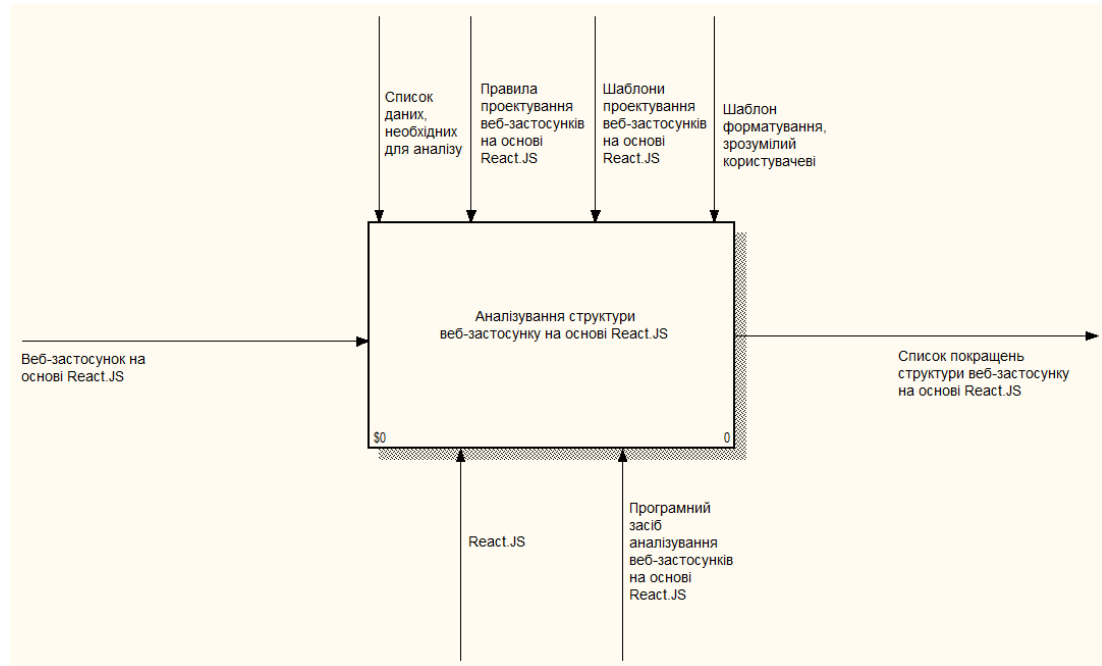 Список
даних,
необхідних
для аналізу
Правила
проектування
веб-застосунків
на основі
React.JS
Шаблони
проектування
веб-застосунків
на основі
React.JS
Шаблон
форматування,
зрозумілий
користувачеві
Аналізування структури
веб-застосунку на основі React.JS
$0
0
Веб-застосунок на
основі React.JS
Список покращень
структури веб-застосунку
на основі React.JS
React.JS
Програмний
засіб
аналізування
веб-застосунків
на основі
React.JS